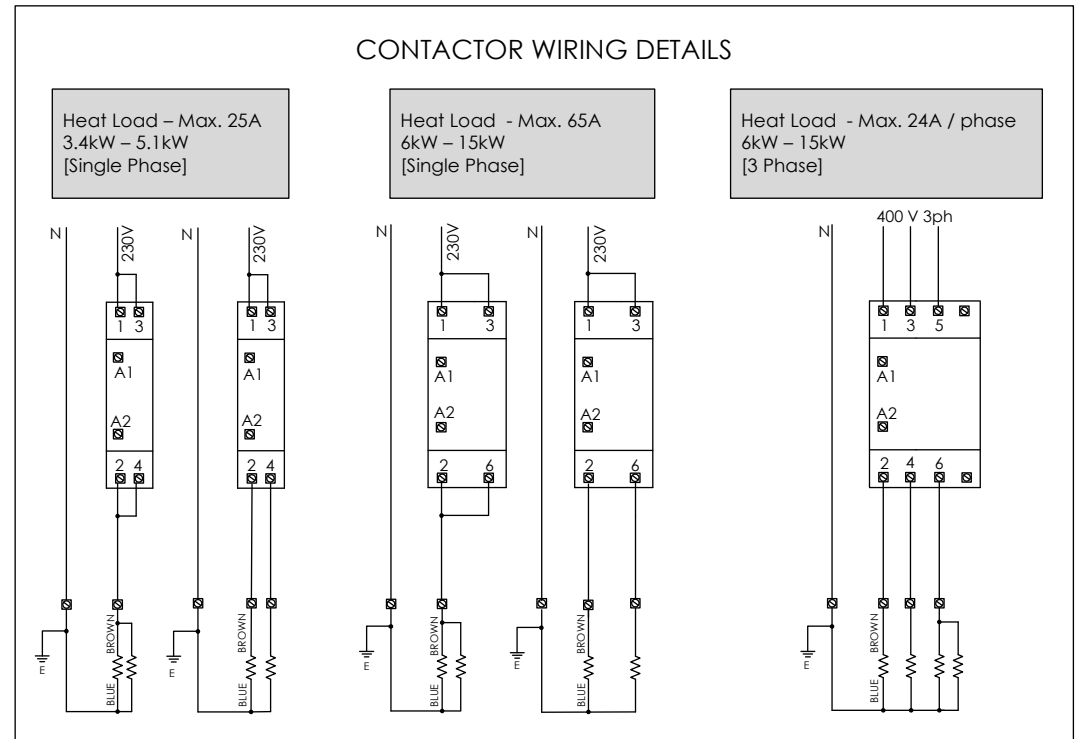 CONTACTOR WIRING DETAILS
Heat Load – Max. 25A
3.4kW – 5.1kW
[Single Phase]
Heat Load - Max. 65A
6kW – 15kW
[Single Phase]
Heat Load - Max. 24A / phase
6kW – 15kW
[3 Phase]
N
230V
1 3
A1
A2
2 4
BROWN
BLUE
E
N
230V
1 3
A1
A2
2 4
BROWN
BLUE
E
N
230V
1 3
A1
A2
2 6
BROWN
BLUE
E
N
230V
1 3
A1
A2
2 6
BROWN
BLUE
E
400 V 3ph
N
1 3 5
A1
A2
2 4 6
BROWN
BLUE
E